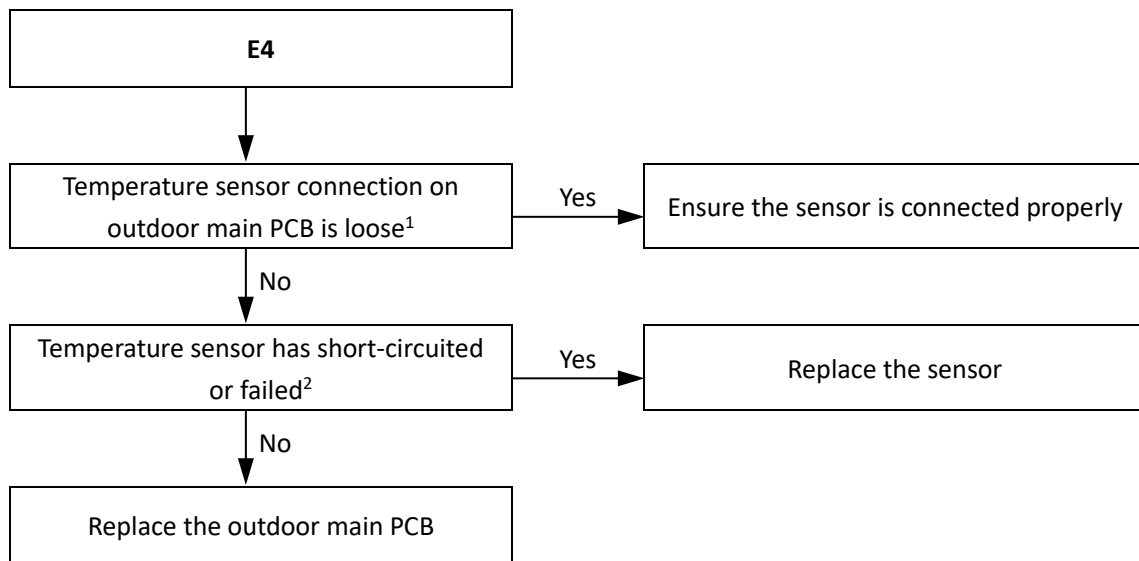 E4
Temperature sensor connection on
outdoor main PCB is loose¹
Yes
Ensure the sensor is connected properly
No
Temperature sensor has short-circuited
or failed²
Yes
Replace the sensor
No
Replace the outdoor main PCB